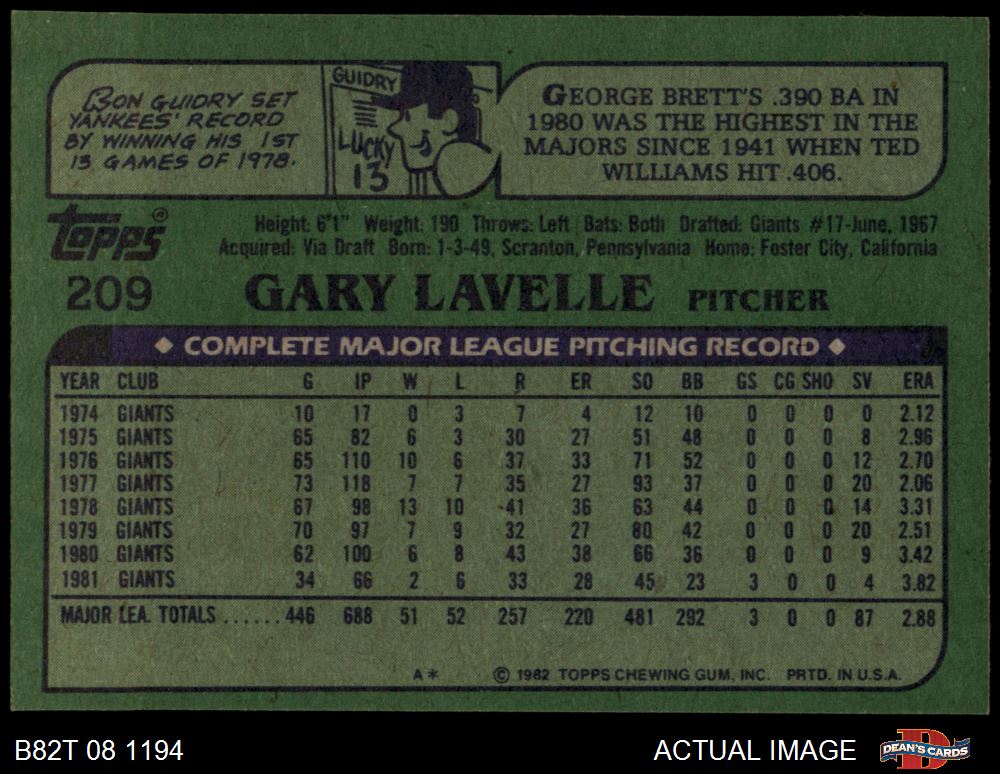 RON GUIDRY SET
YANKEES' RECORD
BY WINNING HIS 1ST
13 GAMES OF 1978.
GUIDRY
LUCKY
13
GEORGE BRETT'S .390 BA IN
1980 WAS THE HIGHEST IN THE
MAJORS SINCE 1941 WHEN TED
WILLIAMS HIT .406.
Topps®
Height: 6'1" Weight: 190 Throws: Left Bats: Both Drafted: Giants #17-June, 1967
Acquired: Via Draft Born: 1-3-49, Scranton, Pennsylvania Home: Foster City, California
209 GARY LAVELLE PITCHER
◆ COMPLETE MAJOR LEAGUE PITCHING RECORD ◆
YEAR CLUB G IP W L R ER SO BB GS CG SHO SV ERA
1974 GIANTS 10 17 0 3 7 4 12 10 0 0 0 0 2.12
1975 GIANTS 65 82 6 3 30 27 51 48 0 0 0 8 2.96
1976 GIANTS 65 110 10 6 37 33 71 52 0 0 0 12 2.70
1977 GIANTS 73 118 7 7 35 27 93 37 0 0 0 20 2.06
1978 GIANTS 67 98 13 10 41 36 63 44 0 0 0 14 3.31
1979 GIANTS 70 97 7 9 32 27 80 42 0 0 0 20 2.51
1980 GIANTS 62 100 6 8 43 38 66 36 0 0 0 9 3.42
1981 GIANTS 34 66 2 6 33 28 45 23 3 0 0 4 3.82
MAJOR LEA. TOTALS ......446 688 51 52 257 220 481 292 3 0 0 87 2.88
A* © 1982 TOPPS CHEWING GUM, INC. PRTD. IN U.S.A.
B82T 08 1194 ACTUAL IMAGE DEAN'S CARDS